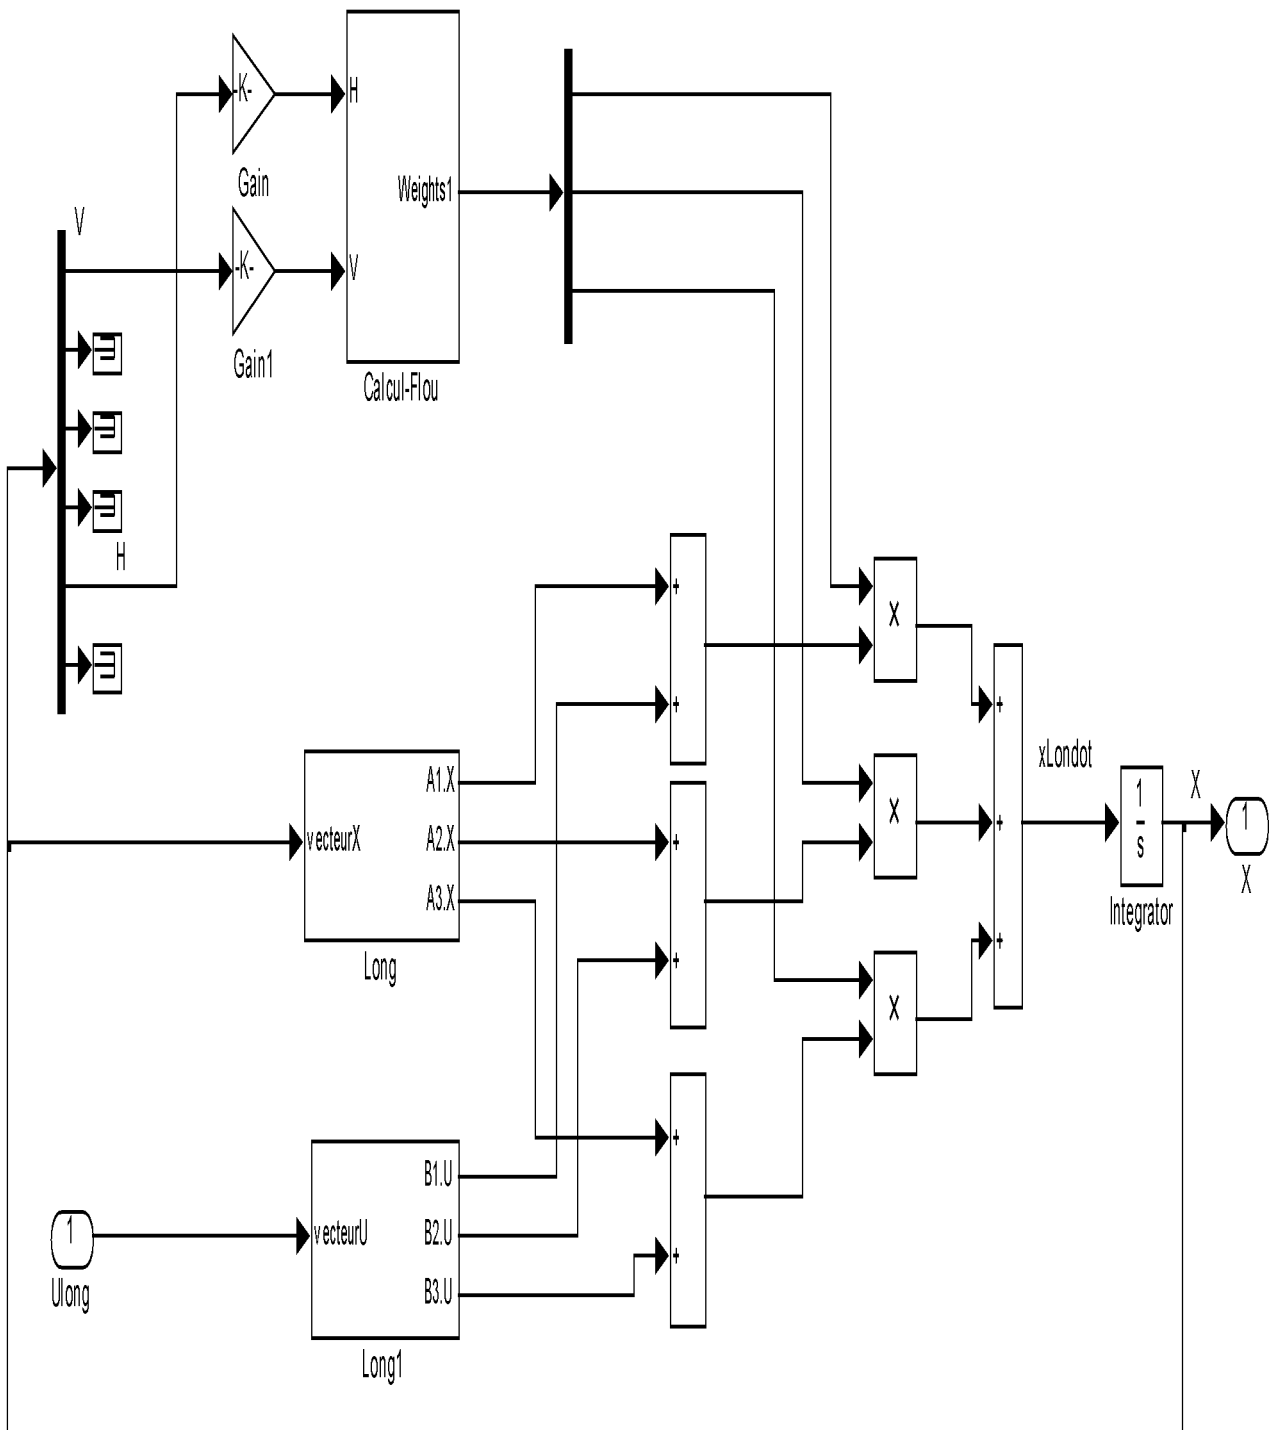 -K-
H
Gain
Weights1
V
-K-
V
Gain1
Calcul-Flou
H
+
X
+
+
xLondot
A1.X
vecteurX
A2.X
A3.X
+
X
+
1
s
X
1
X
Integrator
Long
+
X
+
+
B1.U
1
vecteurU
B2.U
+
Ulong
B3.U
Long1